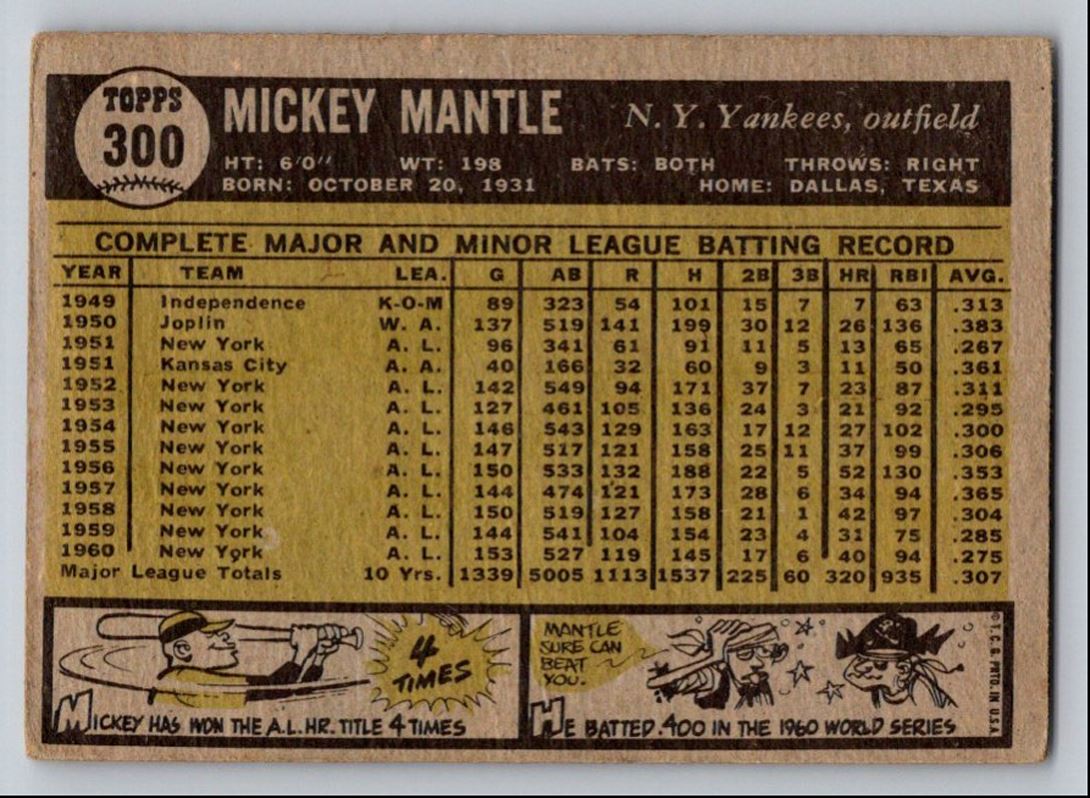 TOPPS
300
MICKEY MANTLE N. Y. Yankees, outfield
HT: 6'0" WT: 198 BATS: BOTH THROWS: RIGHT
BORN: OCTOBER 20, 1931 HOME: DALLAS, TEXAS
COMPLETE MAJOR AND MINOR LEAGUE BATTING RECORD
YEAR TEAM LEA. G AB R H 2B 3B HR RBI AVG.
1949 Independence K-O-M 89 323 54 101 15 7 7 63 .313
1950 Joplin W. A. 137 519 141 199 30 12 26 136 .383
1951 New York A. L. 96 341 61 91 11 5 13 65 .267
1951 Kansas City A. A. 40 166 32 60 9 3 11 50 .361
1952 New York A. L. 142 549 94 171 37 7 23 87 .311
1953 New York A. L. 127 461 105 136 24 3 21 92 .295
1954 New York A. L. 146 543 129 163 17 12 27 102 .300
1955 New York A. L. 147 517 121 158 25 11 37 99 .306
1956 New York A. L. 150 533 132 188 22 5 52 130 .353
1957 New York A. L. 144 474 121 173 28 6 34 94 .365
1958 New York A. L. 150 519 127 158 21 1 42 97 .304
1959 New York A. L. 144 541 104 154 23 4 31 75 .285
1960 New York A. L. 153 527 119 145 17 6 40 94 .275
Major League Totals 10 Yrs. 1339 5005 1113 1537 225 60 320 935 .307
4
TIMES
MICKEY HAS WON THE A.L. HR. TITLE 4 TIMES
MANTLE
SURE CAN
BEAT
YOU.
HE BATTED .400 IN THE 1960 WORLD SERIES
© T. C. G. PRTD. IN U.S.A.